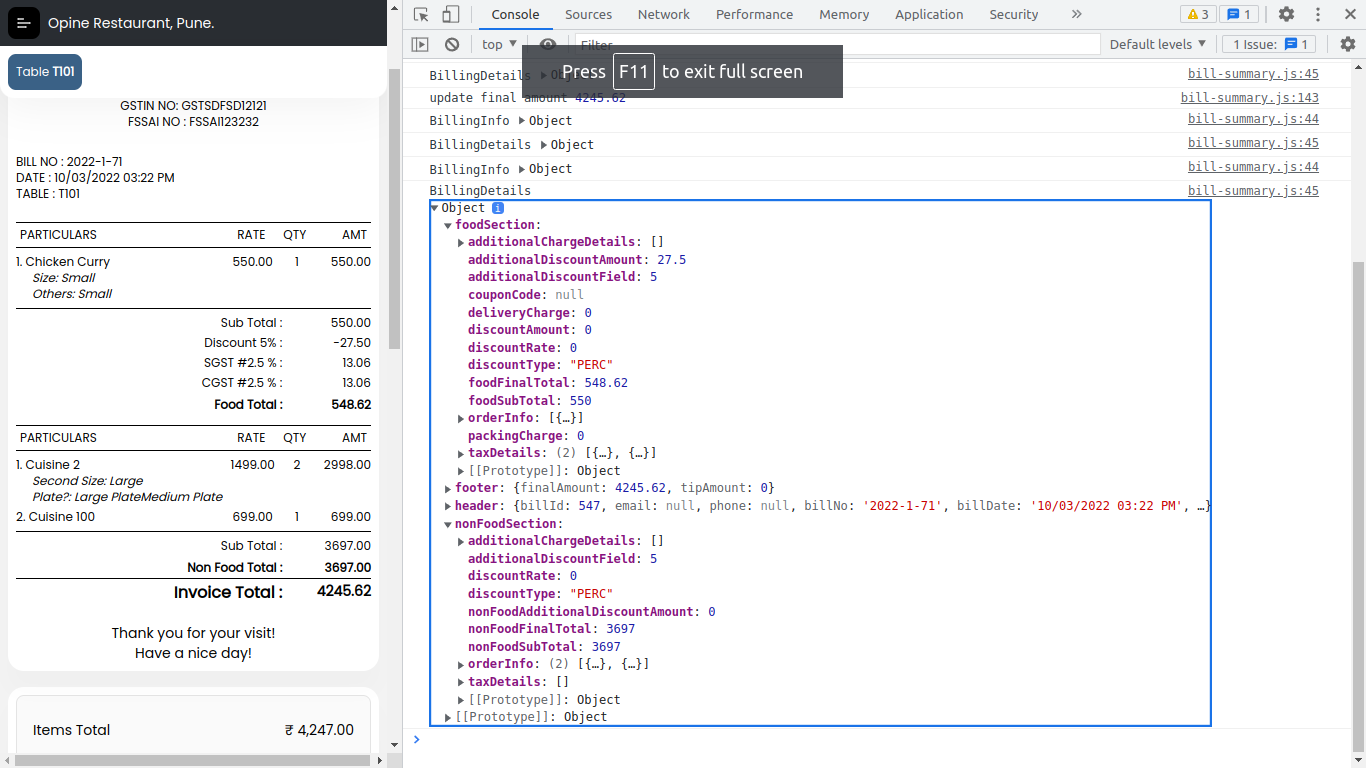 Opine Restaurant, Pune.
Table T101
GSTIN NO: GSTSDFSD12121
FSSAI NO : FSSAI123232
BILL NO : 2022-1-71
DATE : 10/03/2022 03:22 PM
TABLE : T101
PARTICULARS RATE QTY AMT
1. Chicken Curry 550.00 1 550.00
Size: Small
Others: Small
Sub Total : 550.00
Discount 5% : -27.50
SGST #2.5 % : 13.06
CGST #2.5 % : 13.06
Food Total : 548.62
PARTICULARS RATE QTY AMT
1. Cuisine 2 1499.00 2 2998.00
Second Size: Large
Plate?: Large PlateMedium Plate
2. Cuisine 100 699.00 1 699.00
Sub Total : 3697.00
Non Food Total : 3697.00
Invoice Total : 4245.62
Thank you for your visit!
Have a nice day!
Items Total ₹ 4,247.00
Console Sources Network Performance Memory Application Security » 3 1
top Filter Default levels 1 Issue: 1
Press F11 to exit full screen
BillingDetails bill-summary.js:45
update final amount 4245.62 bill-summary.js:143
BillingInfo Object bill-summary.js:44
BillingDetails Object bill-summary.js:45
BillingInfo Object bill-summary.js:44
BillingDetails bill-summary.js:45
Object i
foodSection:
additionalChargeDetails: []
additionalDiscountAmount: 27.5
additionalDiscountField: 5
couponCode: null
deliveryCharge: 0
discountAmount: 0
discountRate: 0
discountType: "PERC"
foodFinalTotal: 548.62
foodSubTotal: 550
orderInfo: [{…}]
packingCharge: 0
taxDetails: (2) [{…}, {…}]
[[Prototype]]: Object
footer: {finalAmount: 4245.62, tipAmount: 0}
header: {billId: 547, email: null, phone: null, billNo: '2022-1-71', billDate: '10/03/2022 03:22 PM', …}
nonFoodSection:
additionalChargeDetails: []
additionalDiscountField: 5
discountRate: 0
discountType: "PERC"
nonFoodAdditionalDiscountAmount: 0
nonFoodFinalTotal: 3697
nonFoodSubTotal: 3697
orderInfo: (2) [{…}, {…}]
taxDetails: []
[[Prototype]]: Object
[[Prototype]]: Object